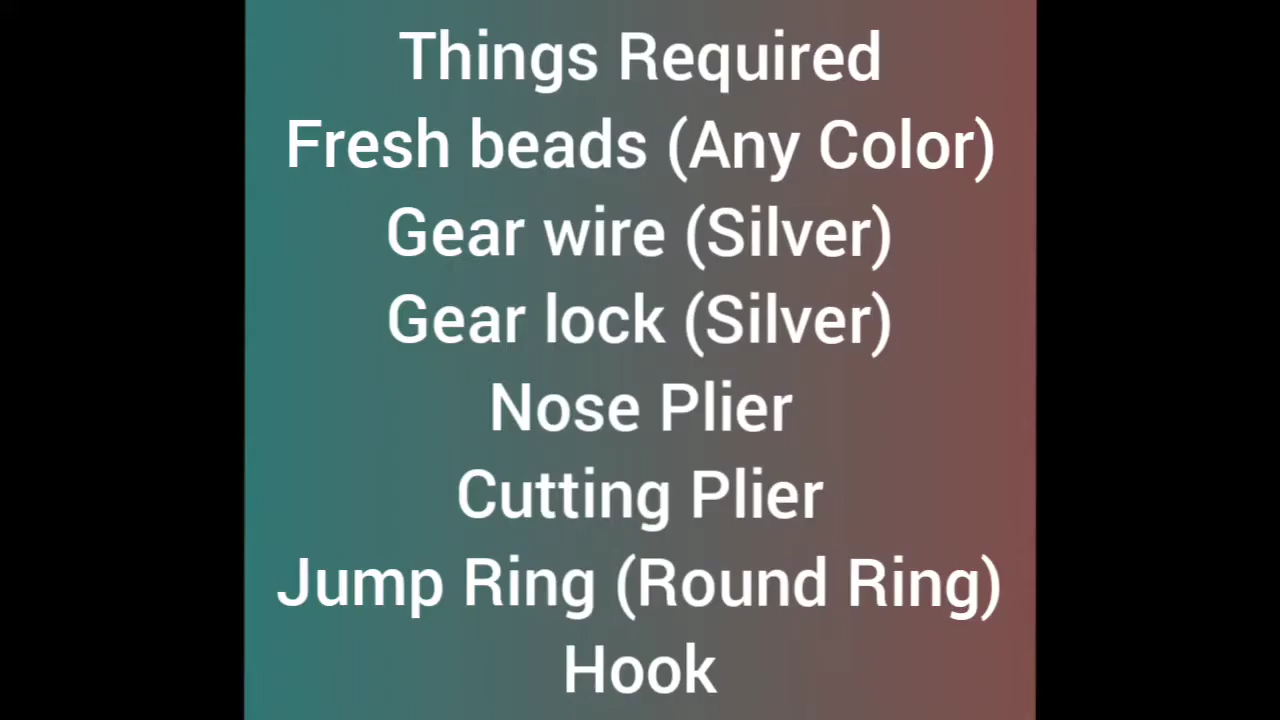 Things Required
Fresh beads (Any Color)
Gear wire (Silver)
Gear lock (Silver)
Nose Plier
Cutting Plier
Jump Ring (Round Ring)
Hook